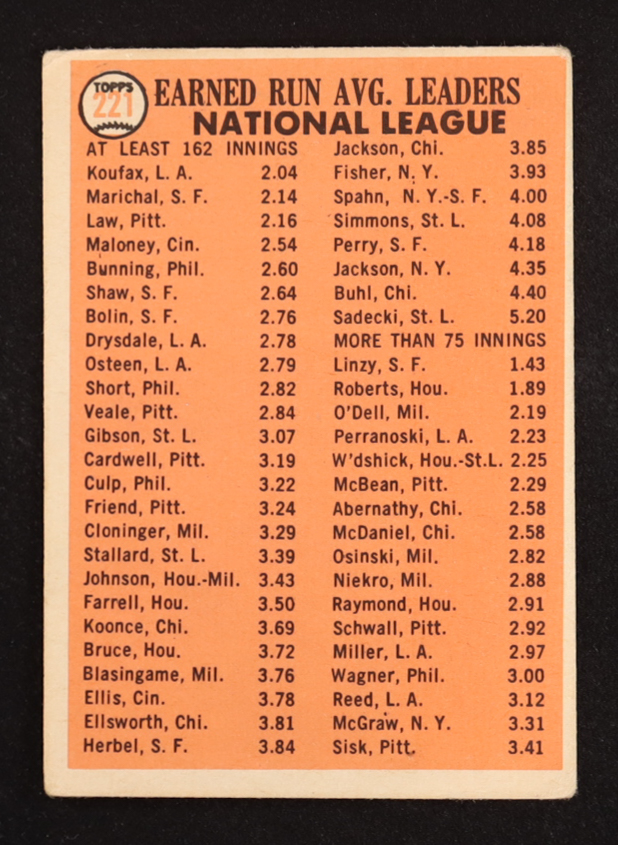 TOPPS
221
EARNED RUN AVG. LEADERS
NATIONAL LEAGUE
AT LEAST 162 INNINGS
Koufax, L. A. 2.04
Marichal, S. F. 2.14
Law, Pitt. 2.16
Maloney, Cin. 2.54
Bunning, Phil. 2.60
Shaw, S. F. 2.64
Bolin, S. F. 2.76
Drysdale, L. A. 2.78
Osteen, L. A. 2.79
Short, Phil. 2.82
Veale, Pitt. 2.84
Gibson, St. L. 3.07
Cardwell, Pitt. 3.19
Culp, Phil. 3.22
Friend, Pitt. 3.24
Cloninger, Mil. 3.29
Stallard, St. L. 3.39
Johnson, Hou.-Mil. 3.43
Farrell, Hou. 3.50
Koonce, Chi. 3.69
Bruce, Hou. 3.72
Blasingame, Mil. 3.76
Ellis, Cin. 3.78
Ellsworth, Chi. 3.81
Herbel, S. F. 3.84
Jackson, Chi. 3.85
Fisher, N. Y. 3.93
Spahn, N. Y.-S. F. 4.00
Simmons, St. L. 4.08
Perry, S. F. 4.18
Jackson, N. Y. 4.35
Buhl, Chi. 4.40
Sadecki, St. L. 5.20
MORE THAN 75 INNINGS
Linzy, S. F. 1.43
Roberts, Hou. 1.89
O'Dell, Mil. 2.19
Perranoski, L. A. 2.23
W'dshick, Hou.-St.L. 2.25
McBean, Pitt. 2.29
Abernathy, Chi. 2.58
McDaniel, Chi. 2.58
Osinski, Mil. 2.82
Niekro, Mil. 2.88
Raymond, Hou. 2.91
Schwall, Pitt. 2.92
Miller, L. A. 2.97
Wagner, Phil. 3.00
Reed, L. A. 3.12
McGraw, N. Y. 3.31
Sisk, Pitt. 3.41